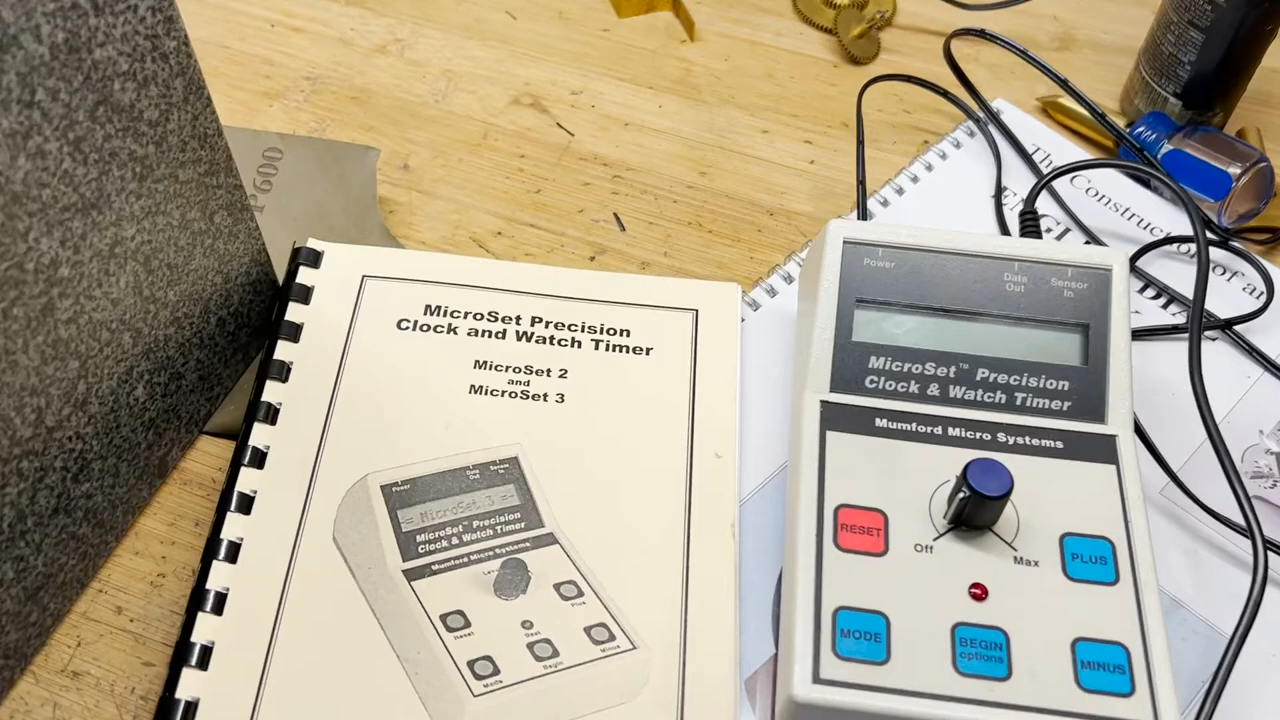 P600
MicroSet Precision
Clock and Watch Timer
MicroSet 2
and
MicroSet 3
Power
Data
Out
Sensor
In
= MicroSet 3 =
MicroSet™ Precision
Clock & Watch Timer
Mumford Micro Systems
Reset
Plus
Beat
Mode
Begin
Minus
The Construction of an
Power
Data
Out
Sensor
In
MicroSet™ Precision
Clock & Watch Timer
Mumford Micro Systems
Off
Max
RESET
PLUS
MODE
BEGIN
options
MINUS